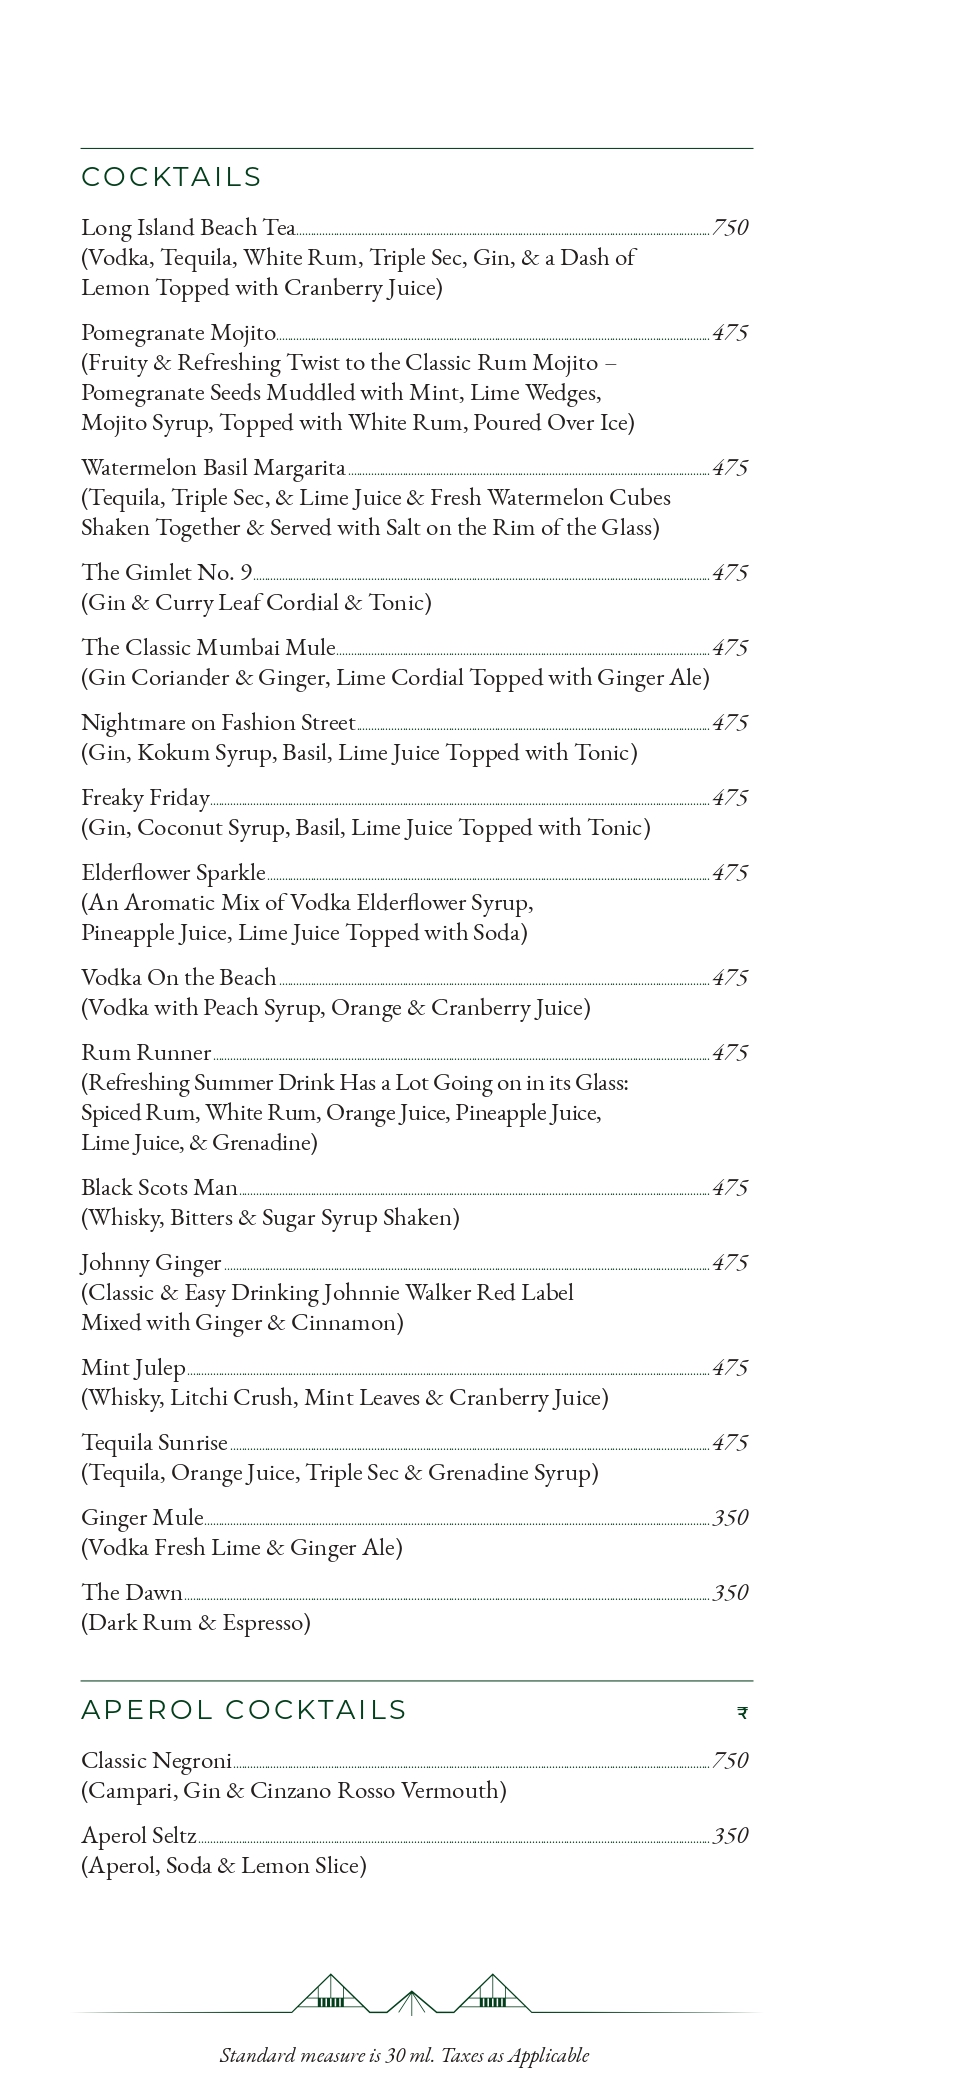 COCKTAILS
Long Island Beach Tea 750
(Vodka, Tequila, White Rum, Triple Sec, Gin, & a Dash of
Lemon Topped with Cranberry Juice)
Pomegranate Mojito 475
(Fruity & Refreshing Twist to the Classic Rum Mojito –
Pomegranate Seeds Muddled with Mint, Lime Wedges,
Mojito Syrup, Topped with White Rum, Poured Over Ice)
Watermelon Basil Margarita 475
(Tequila, Triple Sec, & Lime Juice & Fresh Watermelon Cubes
Shaken Together & Served with Salt on the Rim of the Glass)
The Gimlet No. 9 475
(Gin & Curry Leaf Cordial & Tonic)
The Classic Mumbai Mule 475
(Gin Coriander & Ginger, Lime Cordial Topped with Ginger Ale)
Nightmare on Fashion Street 475
(Gin, Kokum Syrup, Basil, Lime Juice Topped with Tonic)
Freaky Friday 475
(Gin, Coconut Syrup, Basil, Lime Juice Topped with Tonic)
Elderflower Sparkle 475
(An Aromatic Mix of Vodka Elderflower Syrup,
Pineapple Juice, Lime Juice Topped with Soda)
Vodka On the Beach 475
(Vodka with Peach Syrup, Orange & Cranberry Juice)
Rum Runner 475
(Refreshing Summer Drink Has a Lot Going on in its Glass:
Spiced Rum, White Rum, Orange Juice, Pineapple Juice,
Lime Juice, & Grenadine)
Black Scots Man 475
(Whisky, Bitters & Sugar Syrup Shaken)
Johnny Ginger 475
(Classic & Easy Drinking Johnnie Walker Red Label
Mixed with Ginger & Cinnamon)
Mint Julep 475
(Whisky, Litchi Crush, Mint Leaves & Cranberry Juice)
Tequila Sunrise 475
(Tequila, Orange Juice, Triple Sec & Grenadine Syrup)
Ginger Mule 350
(Vodka Fresh Lime & Ginger Ale)
The Dawn 350
(Dark Rum & Espresso)
APEROL COCKTAILS ₹
Classic Negroni 750
(Campari, Gin & Cinzano Rosso Vermouth)
Aperol Seltz 350
(Aperol, Soda & Lemon Slice)
Standard measure is 30 ml. Taxes as Applicable